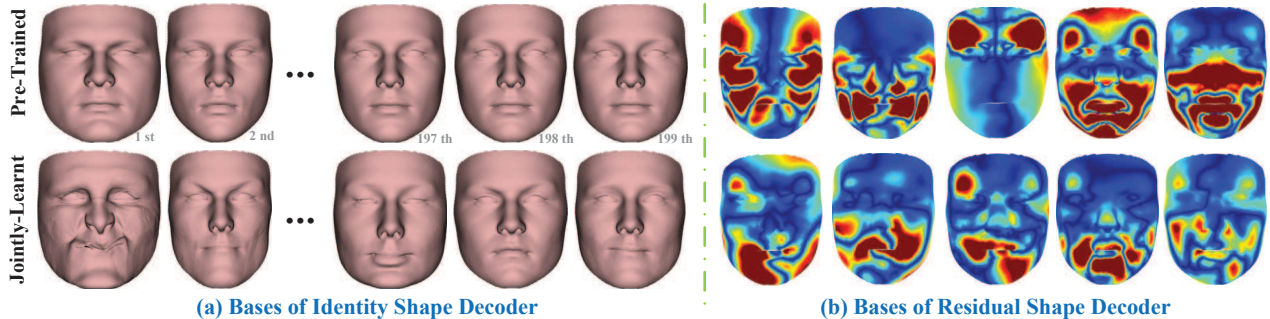 Pre-Trained
1 st
2 nd
...
197 th
198 th
199 th
Jointly-Learnt
...
(a) Bases of Identity Shape Decoder
(b) Bases of Residual Shape Decoder